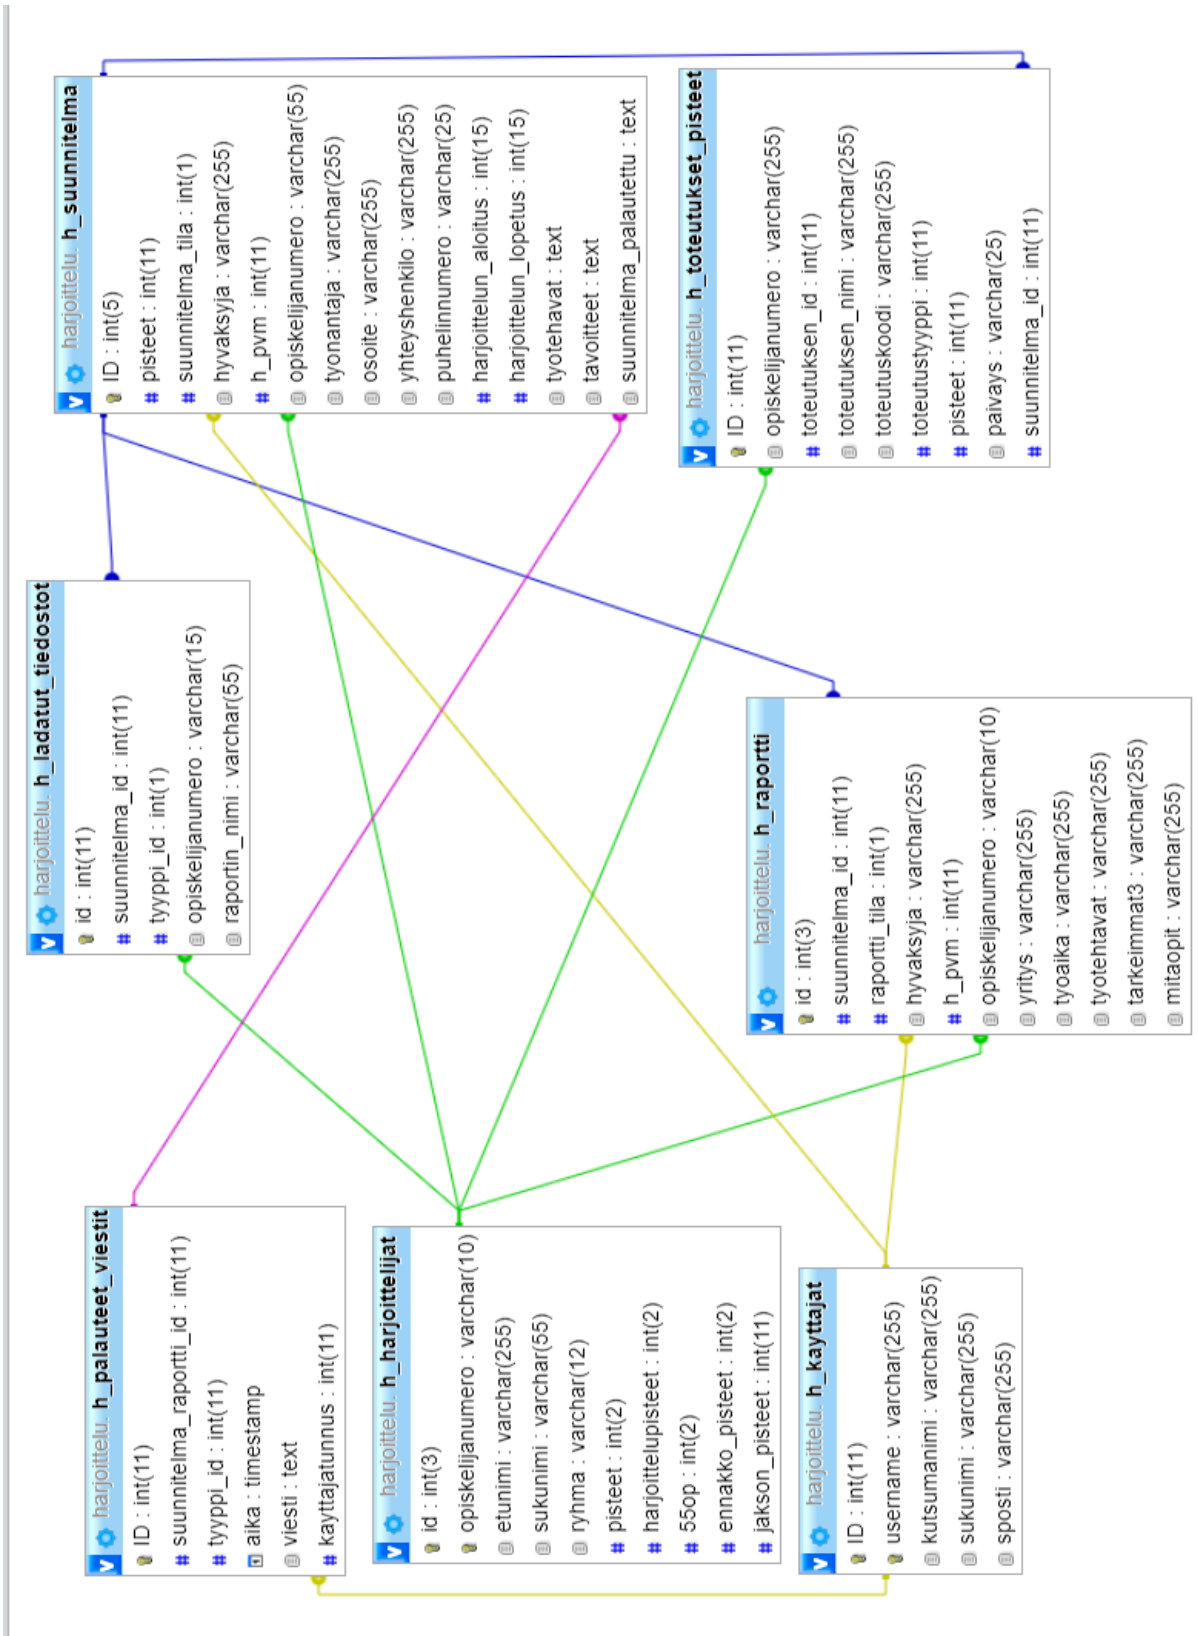 harjoittelu. h_palauteet_viestit
ID : int(11)
suunnitelma_raportti_id : int(11)
tyyppi_id : int(11)
aika : timestamp
viesti : text
kayttajatunnus : int(11)
harjoittelu. h_harjoittelijat
id : int(3)
opiskelijanumero : varchar(10)
etunimi : varchar(255)
sukunimi : varchar(55)
ryhma : varchar(12)
pisteet : int(2)
harjoittelupisteet : int(2)
55op : int(2)
ennakko_pisteet : int(2)
jakson_pisteet : int(11)
harjoittelu. h_kayttajat
ID : int(11)
username : varchar(255)
kutsumanimi : varchar(255)
sukunimi : varchar(255)
sposti : varchar(255)
harjoittelu. h_ladatut_tiedostot
id : int(11)
suunnitelma_id : int(11)
tyyppi_id : int(1)
opiskelijanumero : varchar(15)
raportin_nimi : varchar(55)
harjoittelu. h_raportti
id : int(3)
suunnitelma_id : int(11)
raportti_tila : int(1)
hyvaksyja : varchar(255)
h_pvm : int(11)
opiskelijanumero : varchar(10)
yritys : varchar(255)
tyoaika : varchar(255)
tyotehtavat : varchar(255)
tarkeimmat3 : varchar(255)
mitaopit : varchar(255)
harjoittelu. h_suunnitelma
ID : int(5)
pisteet : int(11)
suunnitelma_tila : int(1)
hyvaksyja : varchar(255)
h_pvm : int(11)
opiskelijanumero : varchar(55)
tyonantaja : varchar(255)
osoite : varchar(255)
yhteyshenkilo : varchar(255)
puhelinnumero : varchar(25)
harjoittelun_aloitus : int(15)
harjoittelun_lopetus : int(15)
tyotehavat : text
tavoitteet : text
suunnitelma_palautettu : text
harjoittelu. h_toteutukset_pisteet
ID : int(11)
opiskelijanumero : varchar(255)
toteutuksen_id : int(11)
toteutuksen_nimi : varchar(255)
toteutuskoodi : varchar(255)
toteutustyyppi : int(11)
pisteet : int(11)
paivays : varchar(25)
suunnitelma_id : int(11)